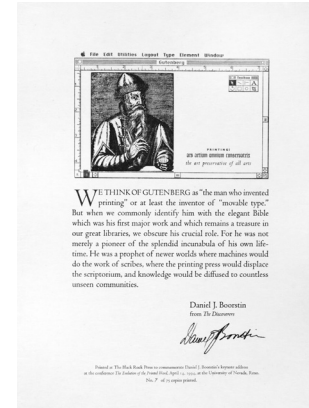 File Edit Utilities Layout Type Element Window
Gutenberg
PRINTING:
ars artium omnium conservatrix
the art preservative of all arts
WE THINK OF GUTENBERG as "the man who invented
printing" or at least the inventor of "movable type."
But when we commonly identify him with the elegant Bible
which was his first major work and which remains a treasure in
our great libraries, we obscure his crucial role. For he was not
merely a pioneer of the splendid incunabula of his own life-
time. He was a prophet of newer worlds where machines would
do the work of scribes, where the printing press would displace
the scriptorium, and knowledge would be diffused to countless
unseen communities.
Daniel J. Boorstin
from The Discoverers
Daniel J Boorstin
Printed at The Black Rock Press to commemorate Daniel J. Boorstin's keynote address
at the conference The Evolution of the Printed Word, April 1991, at the University of Nevada, Reno.
No. 7 of 75 copies printed.